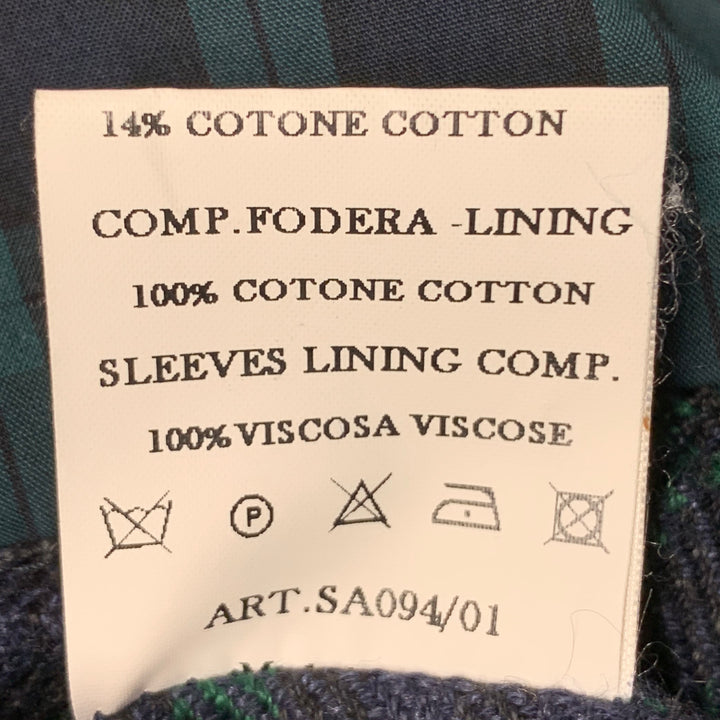 14% COTONE COTTON
COMP.FODERA -LINING
100% COTONE COTTON
SLEEVES LINING COMP.
100% VISCOSA VISCOSE
P
ART.SA094/01